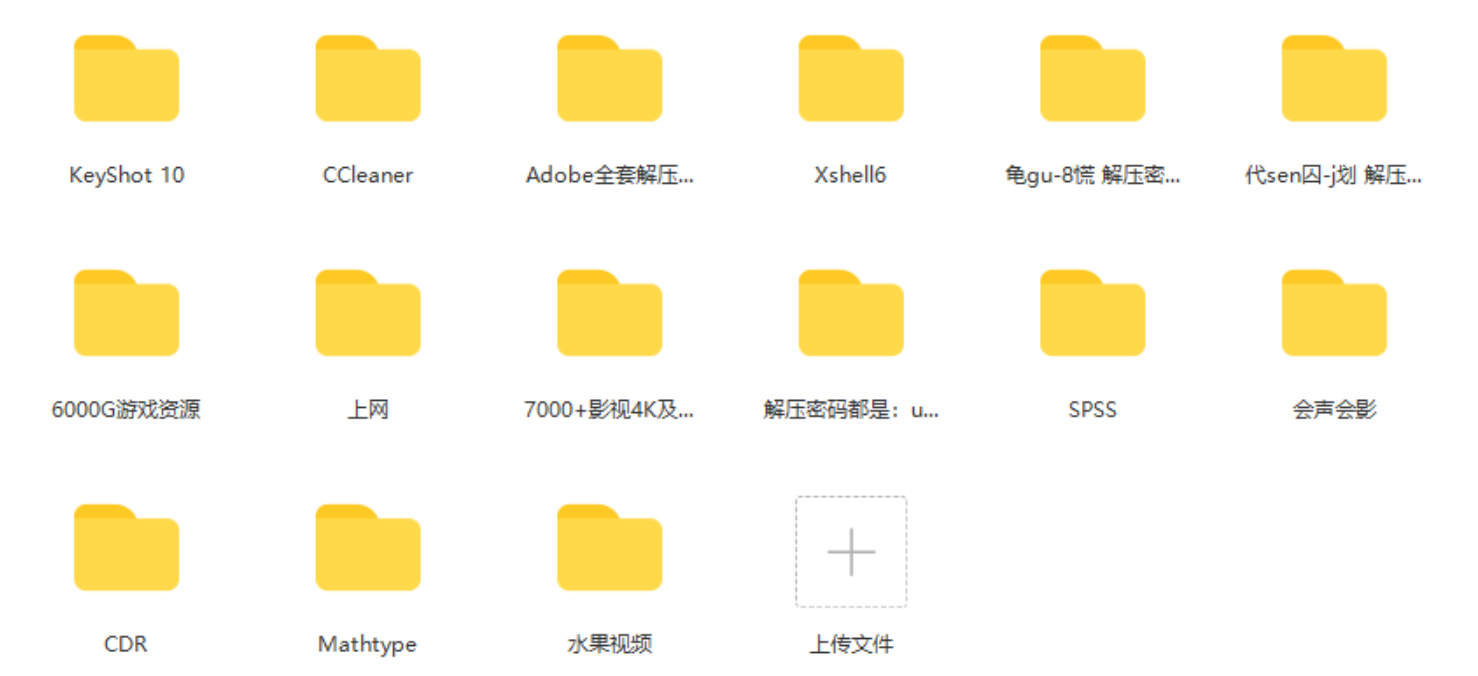 KeyShot 10
CCleaner
Adobe全套解压...
Xshell6
龟gu-8慌 解压密...
代sen囚-j划 解压...
6000G游戏资源
上网
7000+影视4K及...
解压密码都是：u...
SPSS
会声会影
CDR
Mathtype
水果视频
上传文件